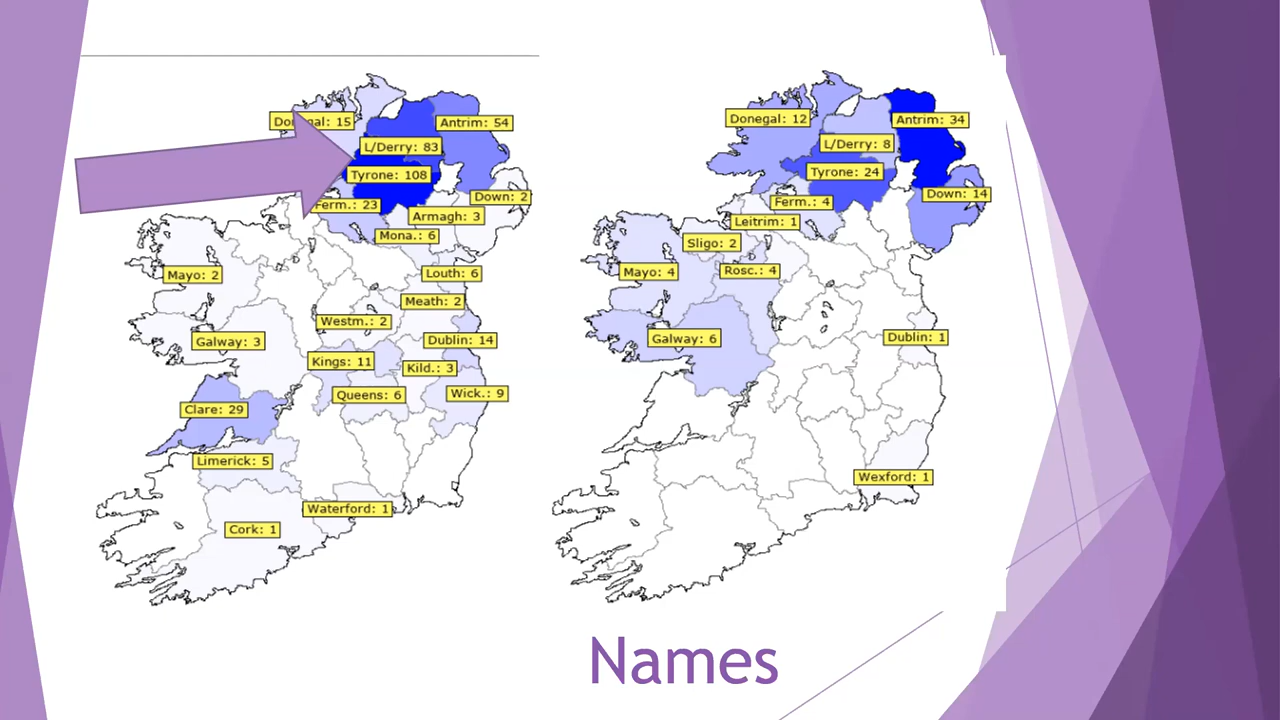 Donegal: 15
Antrim: 54
L/Derry: 83
Tyrone: 108
Down: 2
Ferm.: 23
Armagh: 3
Mona.: 6
Mayo: 2
Louth: 6
Meath: 2
Westm.: 2
Galway: 3
Dublin: 14
Kings: 11
Kild.: 3
Queens: 6
Wick.: 9
Clare: 29
Limerick: 5
Waterford: 1
Cork: 1
Donegal: 12
Antrim: 34
L/Derry: 8
Tyrone: 24
Down: 14
Ferm.: 4
Leitrim: 1
Sligo: 2
Mayo: 4
Rosc.: 4
Galway: 6
Dublin: 1
Wexford: 1
Names